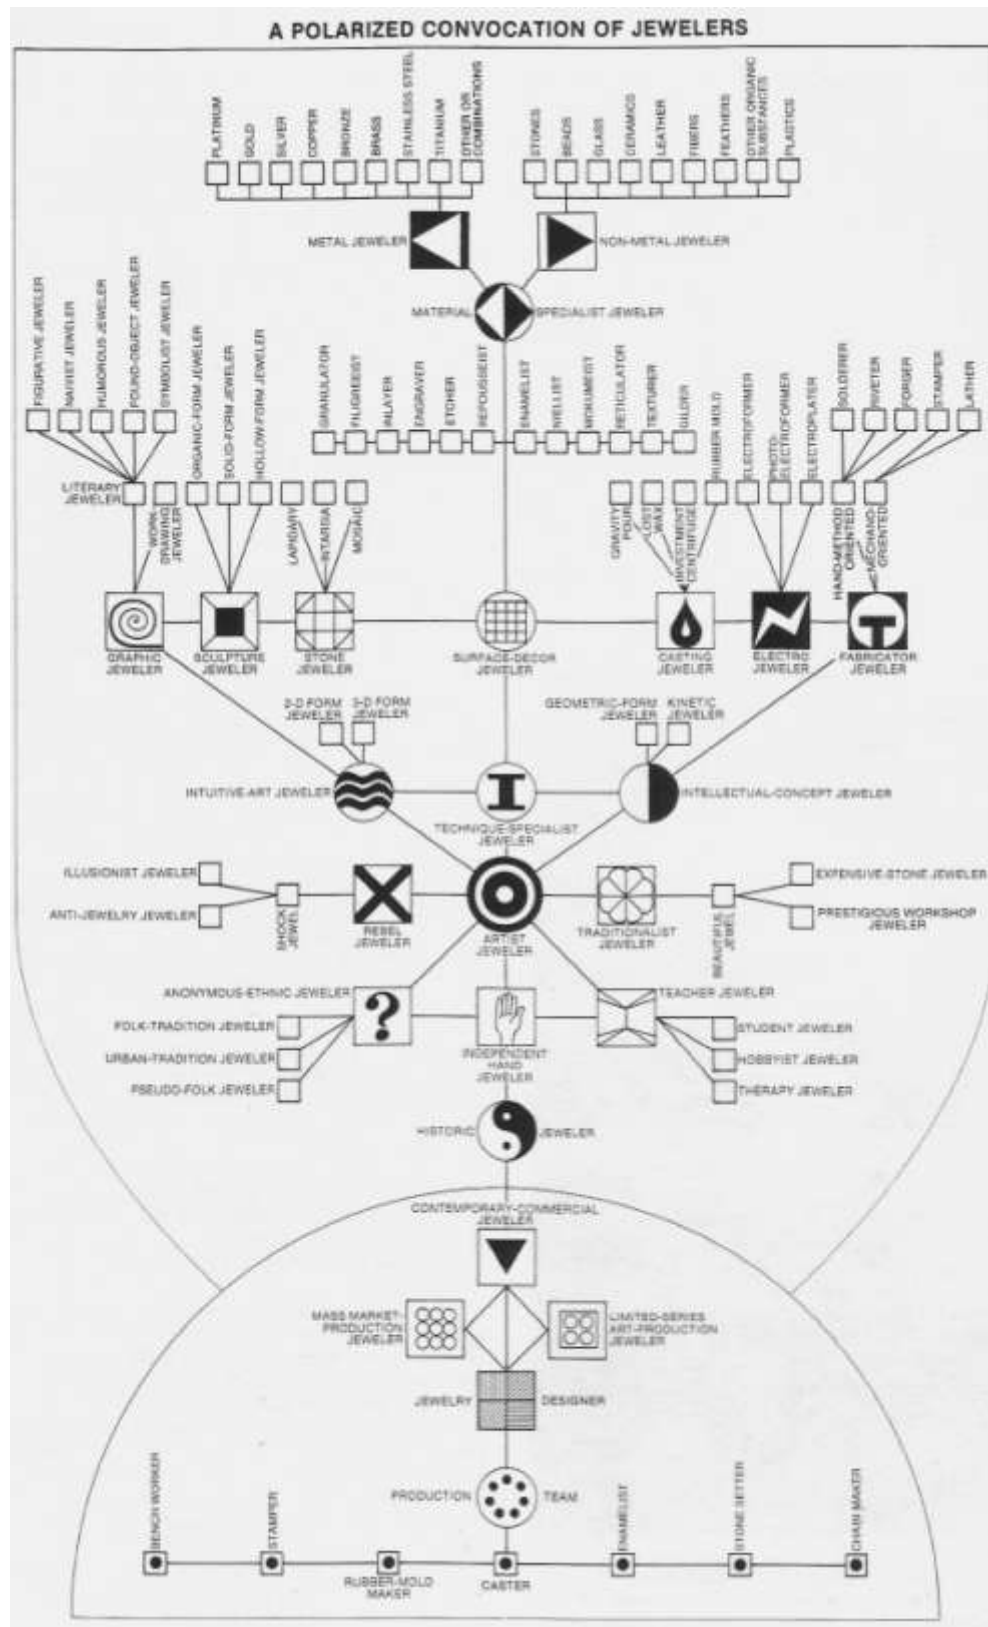 A POLARIZED CONVOCATION OF JEWELERS
PLATINUM
GOLD
SILVER
COPPER
BRONZE
BRASS
STAINLESS STEEL
TITANIUM
OTHER OR
COMBINATIONS
STONES
BEADS
GLASS
CERAMICS
LEATHER
FIBERS
FEATHERS
OTHER ORGANIC
SUBSTANCES
PLASTICS
METAL JEWELER
NON-METAL JEWELER
MATERIAL SPECIALIST JEWELER
FIGURATIVE JEWELER
NAIVIST JEWELER
HUMOROUS JEWELER
FOUND-OBJECT JEWELER
SYMBOLIST JEWELER
ORGANIC-FORM JEWELER
SOLID-FORM JEWELER
HOLLOW-FORM JEWELER
GRANULATOR
FILIGREEIST
INLAYER
ENGRAVER
ETCHER
REPOUSSEIST
ENAMELIST
NIELLIST
MOKUMEIST
RETICULATOR
TEXTURER
GILDER
RUBBER MOLD
ELECTROFORMER
PHOTO-
ELECTROFORMER
ELECTROPLATER
SOLDERER
RIVETER
FORGER
STAMPER
LATHER
LITERARY
JEWELER
WORK-
DRAWING
JEWELER
LAPIDARY
INTARSIA
MOSAIC
GRAVITY
POUR
LOST
WAX
INVESTMENT
CENTRIFUGE
HAND-METHOD
ORIENTED
MECHANO-
ORIENTED
GRAPHIC
JEWELER
SCULPTURE
JEWELER
STONE
JEWELER
SURFACE-DECOR
JEWELER
CASTING
JEWELER
ELECTRO
JEWELER
FABRICATOR
JEWELER
2-D FORM
JEWELER
3-D FORM
JEWELER
GEOMETRIC-FORM
JEWELER
KINETIC
JEWELER
INTUITIVE-ART JEWELER
TECHNIQUE-SPECIALIST
JEWELER
INTELLECTUAL-CONCEPT JEWELER
ILLUSIONIST JEWELER
ANTI-JEWELRY JEWELER
SHOCK
JEWEL
REBEL
JEWELER
ARTIST
JEWELER
TRADITIONALIST
JEWELER
BEAUTIFUL
JEWEL
EXPENSIVE-STONE JEWELER
PRESTIGIOUS WORKSHOP
JEWELER
ANONYMOUS-ETHNIC JEWELER
?
FOLK-TRADITION JEWELER
URBAN-TRADITION JEWELER
PSEUDO-FOLK JEWELER
INDEPENDENT
HAND
JEWELER
TEACHER JEWELER
STUDENT JEWELER
HOBBYIST JEWELER
THERAPY JEWELER
HISTORIC JEWELER
CONTEMPORARY-COMMERCIAL
JEWELER
MASS MARKET-
PRODUCTION
JEWELER
LIMITED-SERIES
ART-PRODUCTION
JEWELER
JEWELRY DESIGNER
PRODUCTION TEAM
BENCH WORKER
STAMPER
RUBBER-MOLD
MAKER
CASTER
ENAMELIST
STONE SETTER
CHAIN MAKER